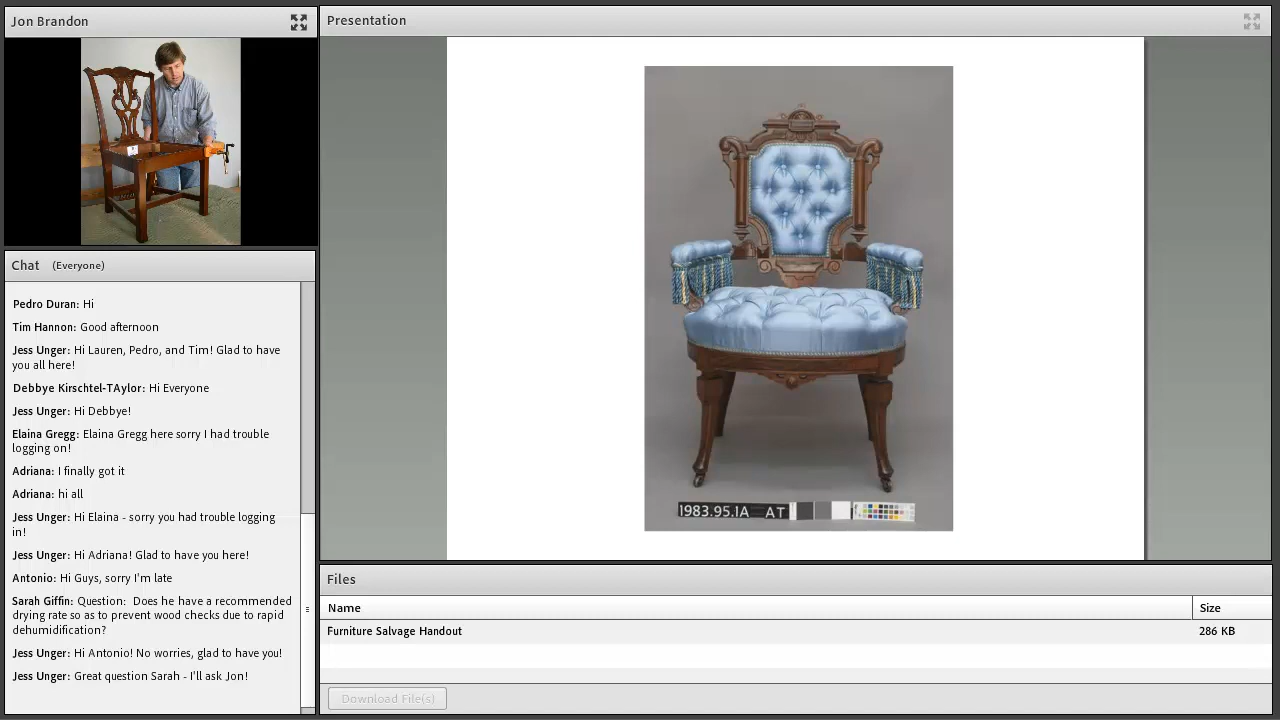 Jon Brandon
Presentation
Chat (Everyone)
Pedro Duran: Hi
Tim Hannon: Good afternoon
Jess Unger: Hi Lauren, Pedro, and Tim! Glad to have
you all here!
Debbye Kirschtel-TAylor: Hi Everyone
Jess Unger: Hi Debbye!
Elaina Gregg: Elaina Gregg here sorry I had trouble
logging on!
Adriana: I finally got it
Adriana: hi all
Jess Unger: Hi Elaina - sorry you had trouble logging
in!
Jess Unger: Hi Adriana! Glad to have you here!
Antonio: Hi Guys, sorry I'm late
Sarah Giffin: Question: Does he have a recommended
drying rate so as to prevent wood checks due to rapid
dehumidification?
Jess Unger: Hi Antonio! No worries, glad to have you!
Jess Unger: Great question Sarah - I'll ask Jon!
1983.95.1A AT
Files
Name Size
Furniture Salvage Handout 286 KB
Download File(s)